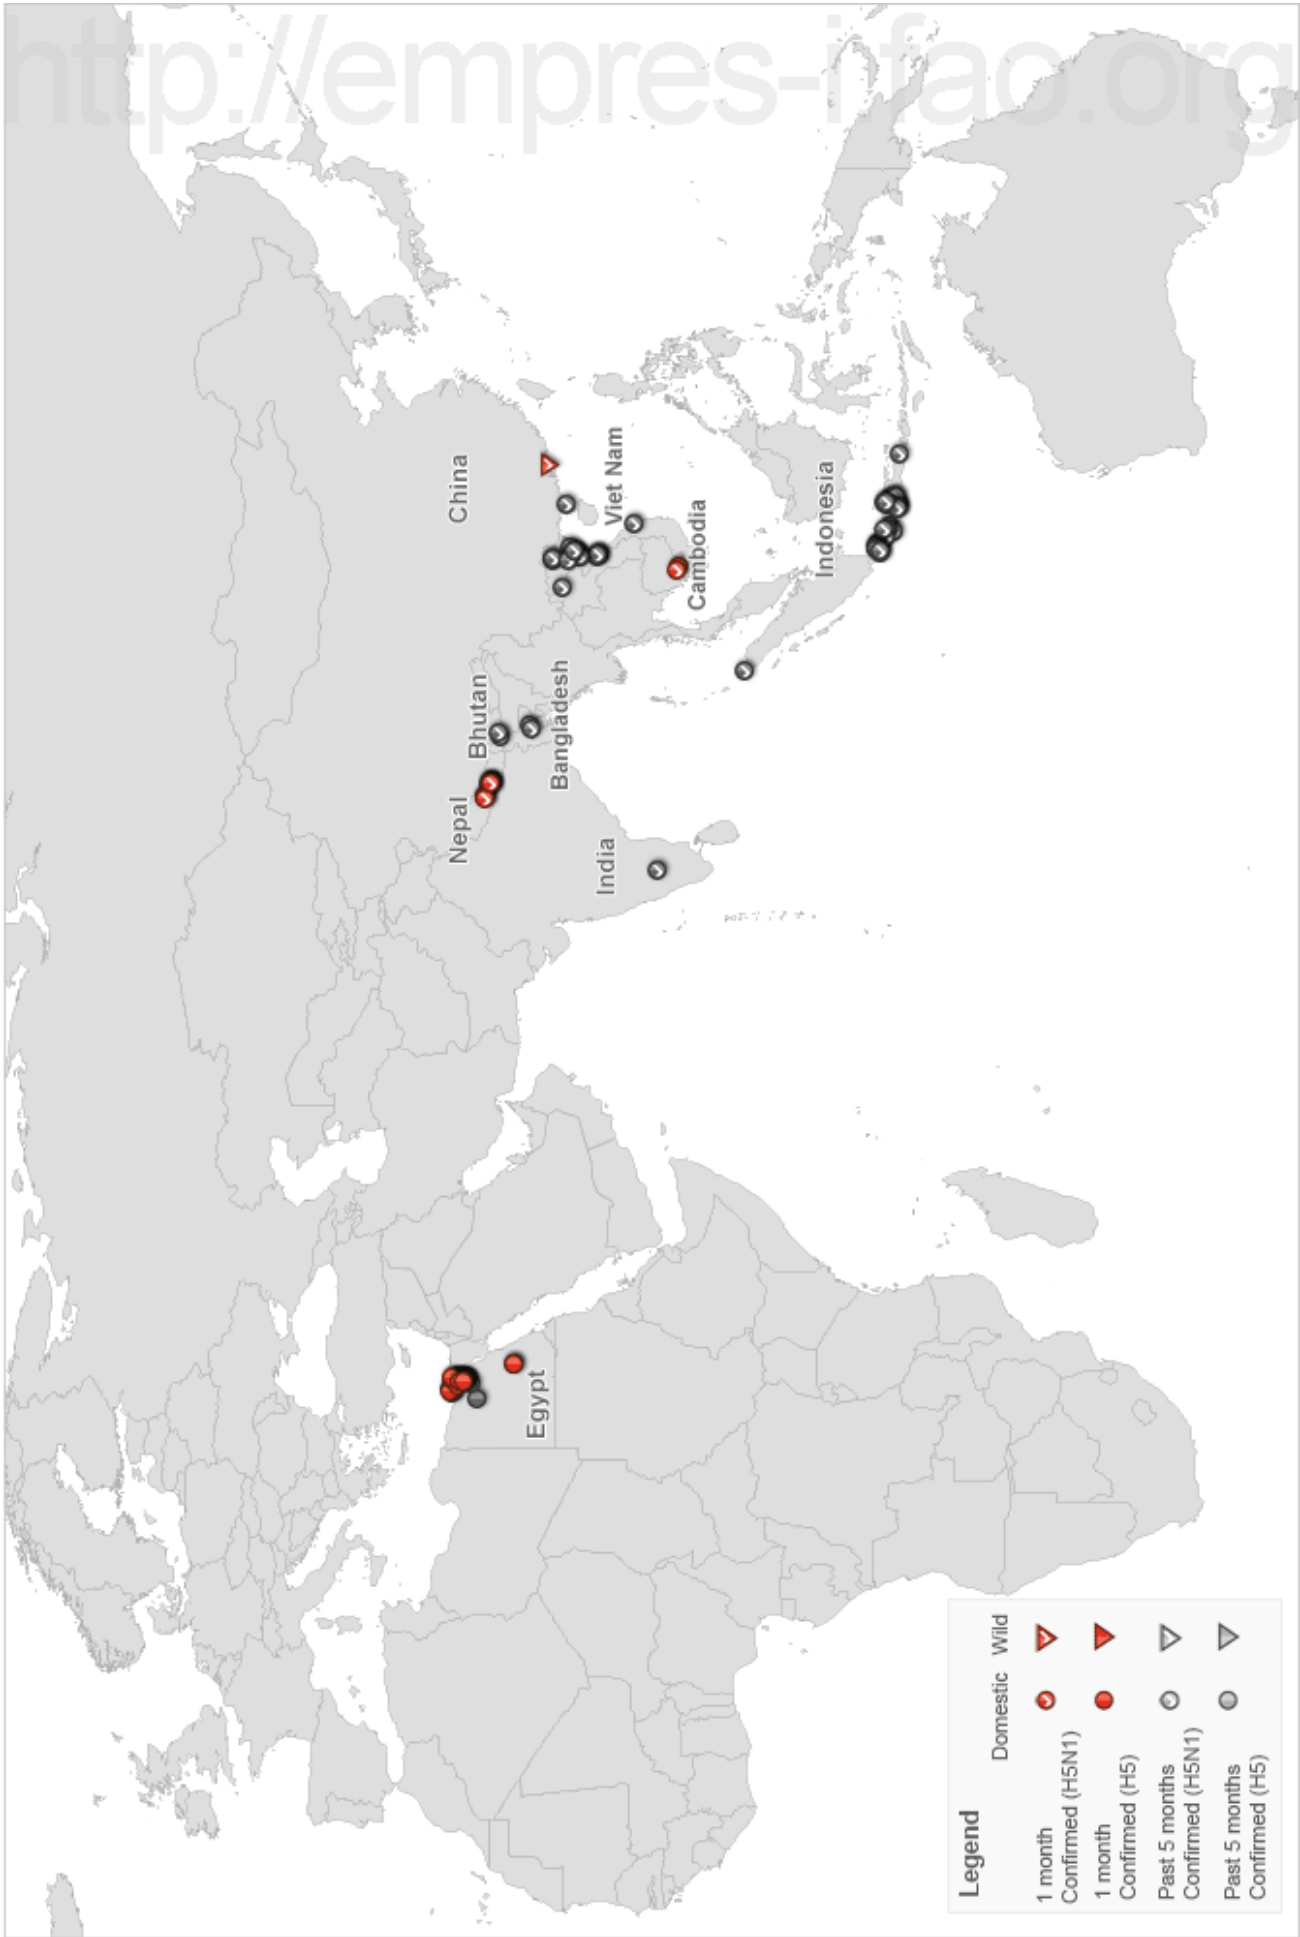 http://empres-i.fao.org
China
Viet Nam
Cambodia
Indonesia
Bhutan
Bangladesh
Nepal
India
Egypt
Legend
Domestic Wild
1 month
Confirmed (H5N1)
1 month
Confirmed (H5)
Past 5 months
Confirmed (H5N1)
Past 5 months
Confirmed (H5)